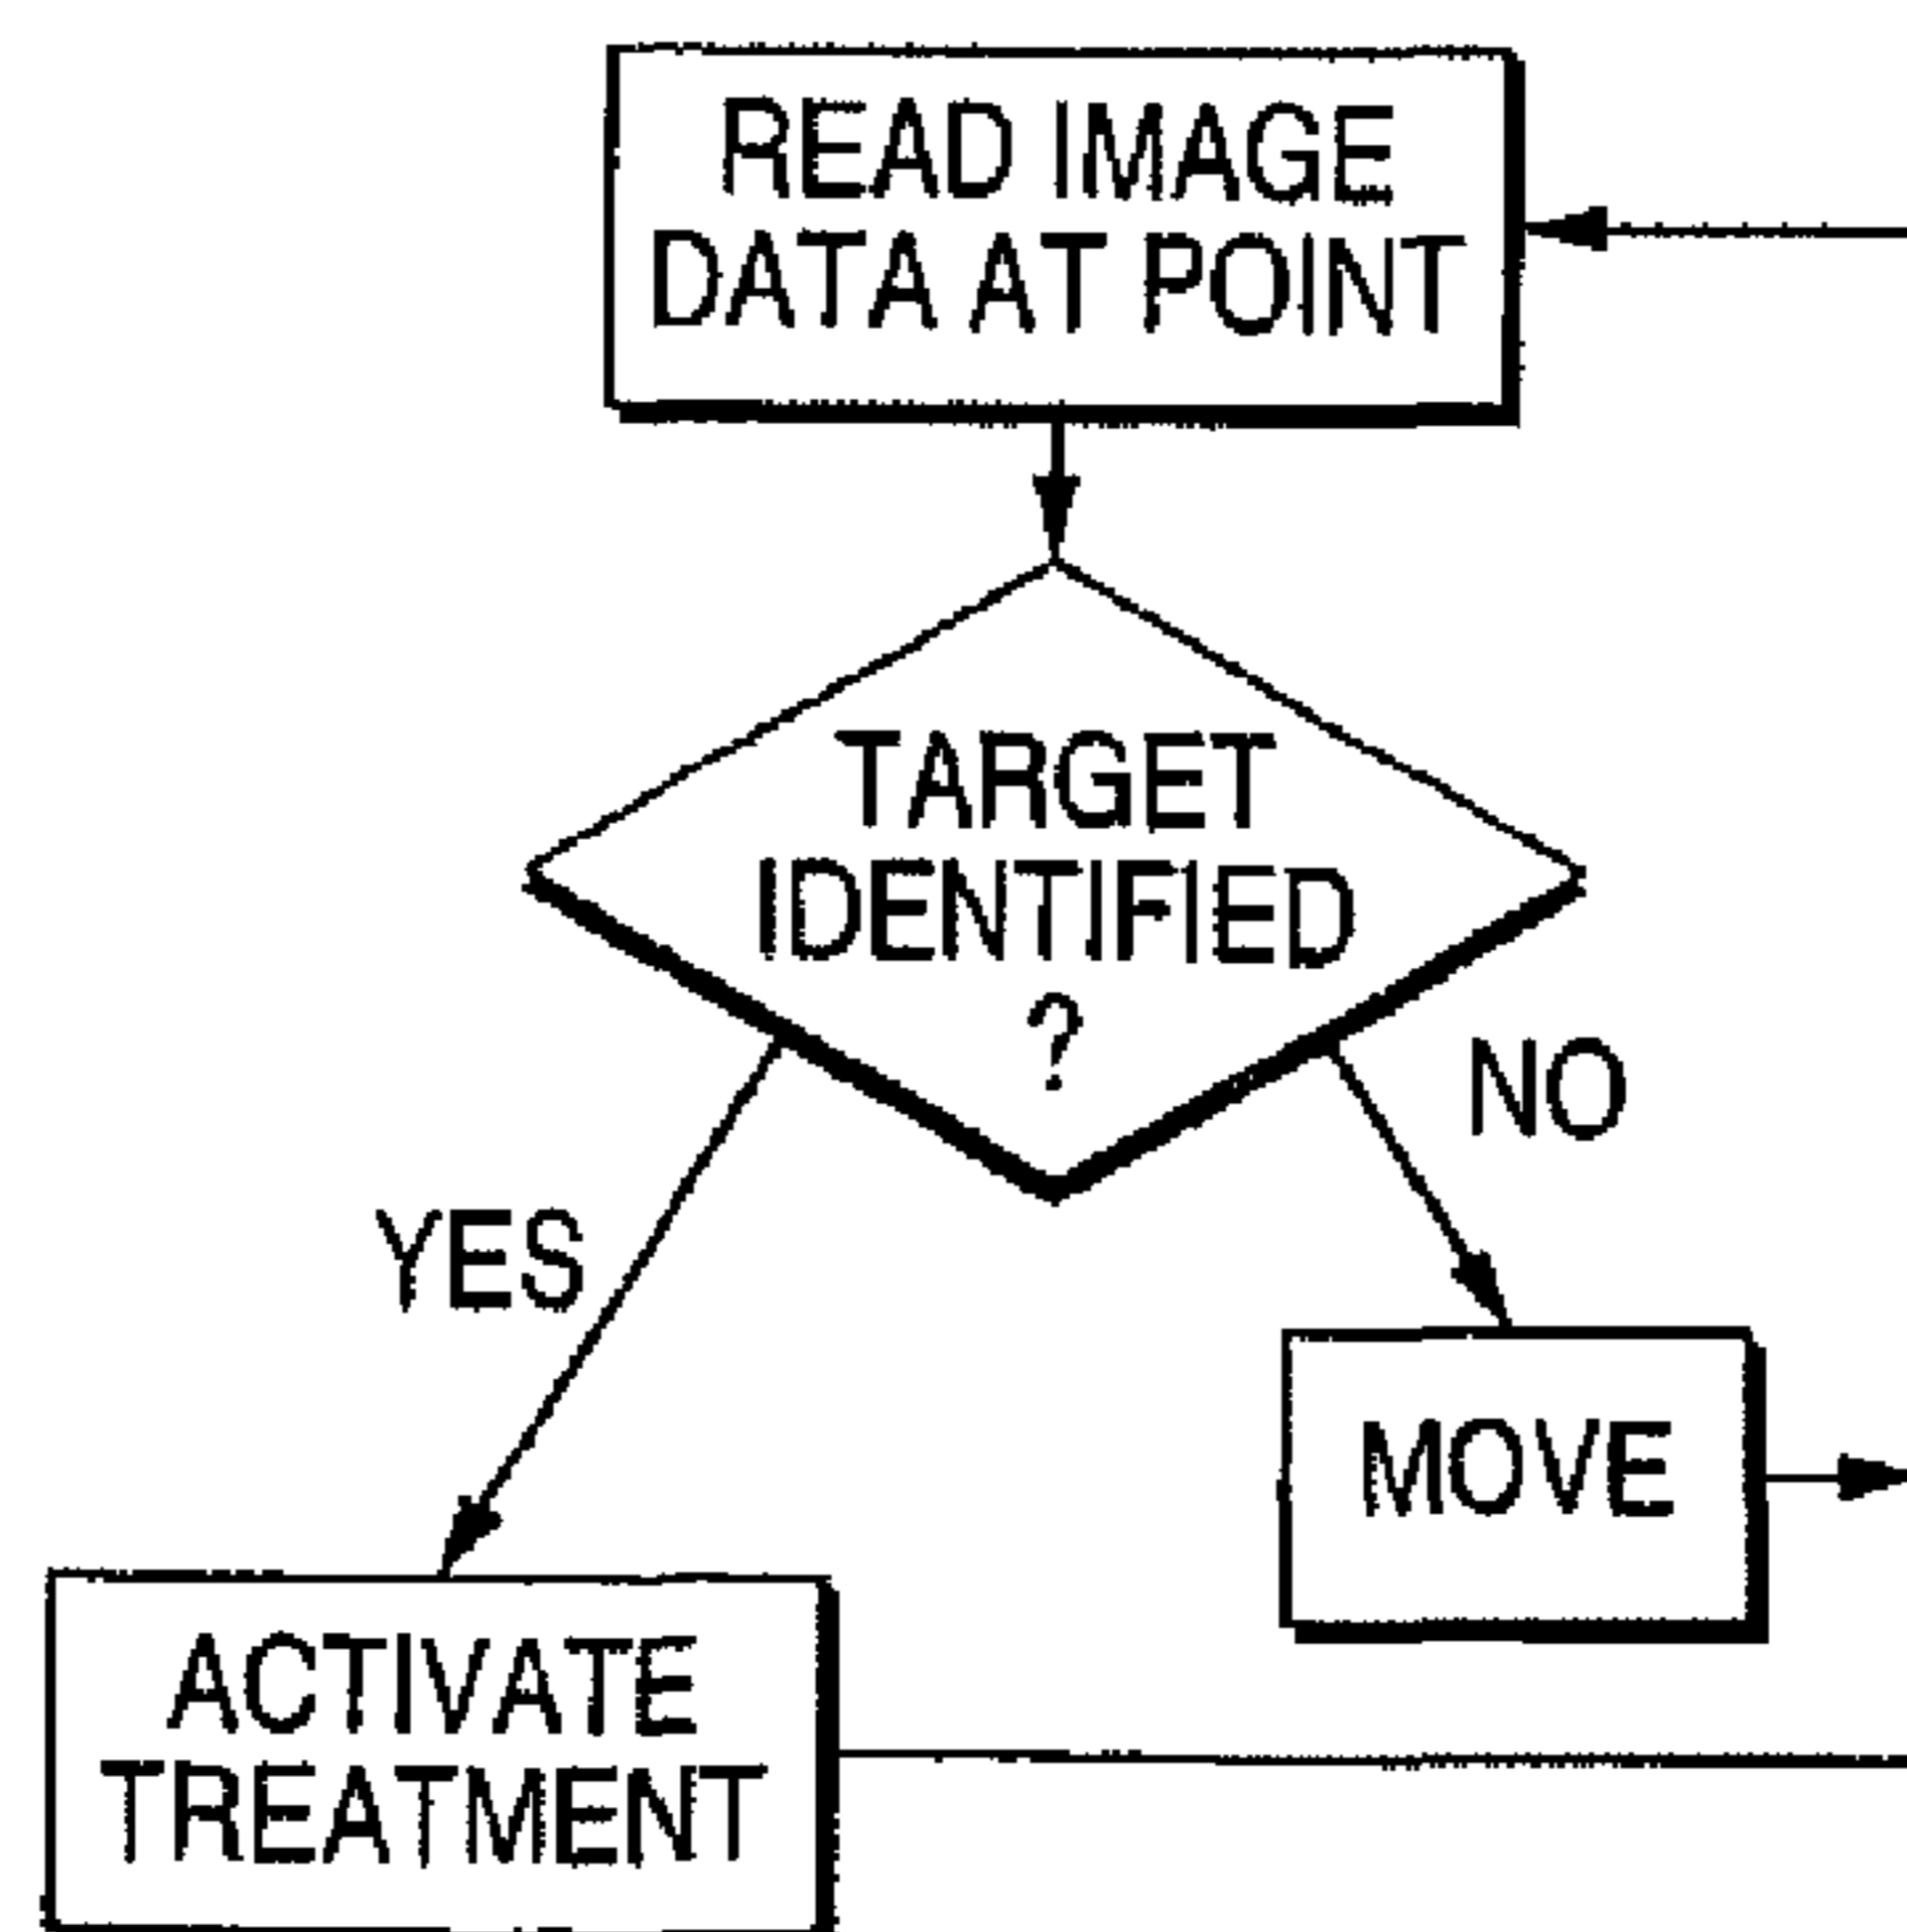 READ IMAGE
DATA AT POINT
TARGET
IDENTIFIED
?
NO
YES
MOVE
ACTIVATE
TREATMENT